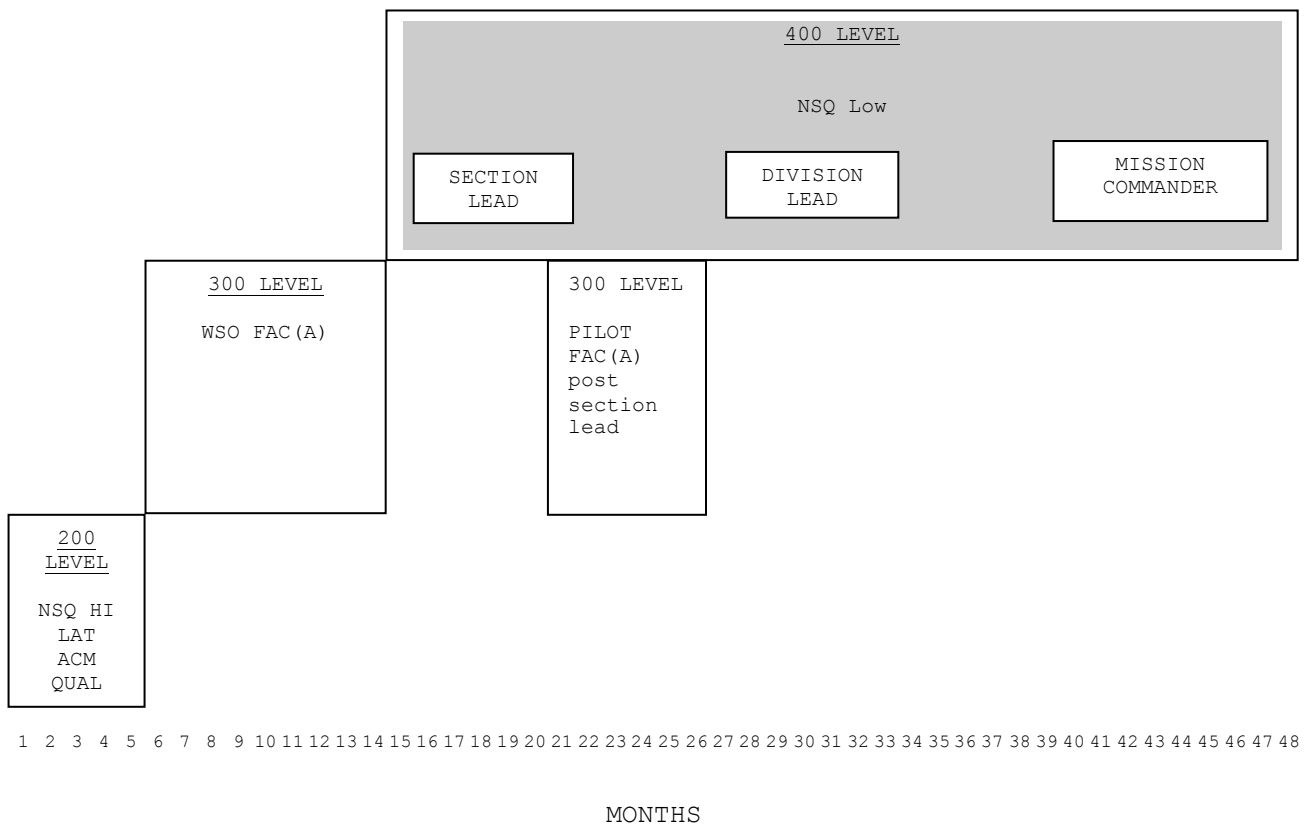 400 LEVEL
NSQ Low
SECTION
LEAD
DIVISION
LEAD
MISSION
COMMANDER
300 LEVEL
WSO FAC(A)
300 LEVEL
PILOT
FAC(A)
post
section
lead
200
LEVEL
NSQ HI
LAT
ACM
QUAL
1 2 3 4 5 6 7 8 9 10 11 12 13 14 15 16 17 18 19 20 21 22 23 24 25 26 27 28 29 30 31 32 33 34 35 36 37 38 39 40 41 42 43 44 45 46 47 48
MONTHS